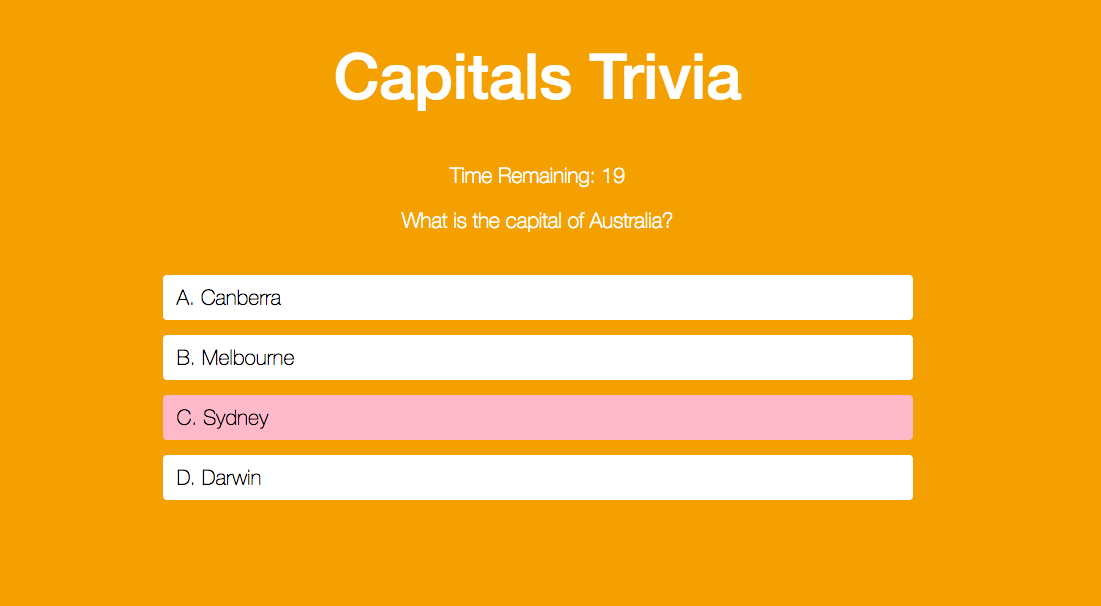 Capitals Trivia
Time Remaining: 19
What is the capital of Australia?
A. Canberra
B. Melbourne
C. Sydney
D. Darwin